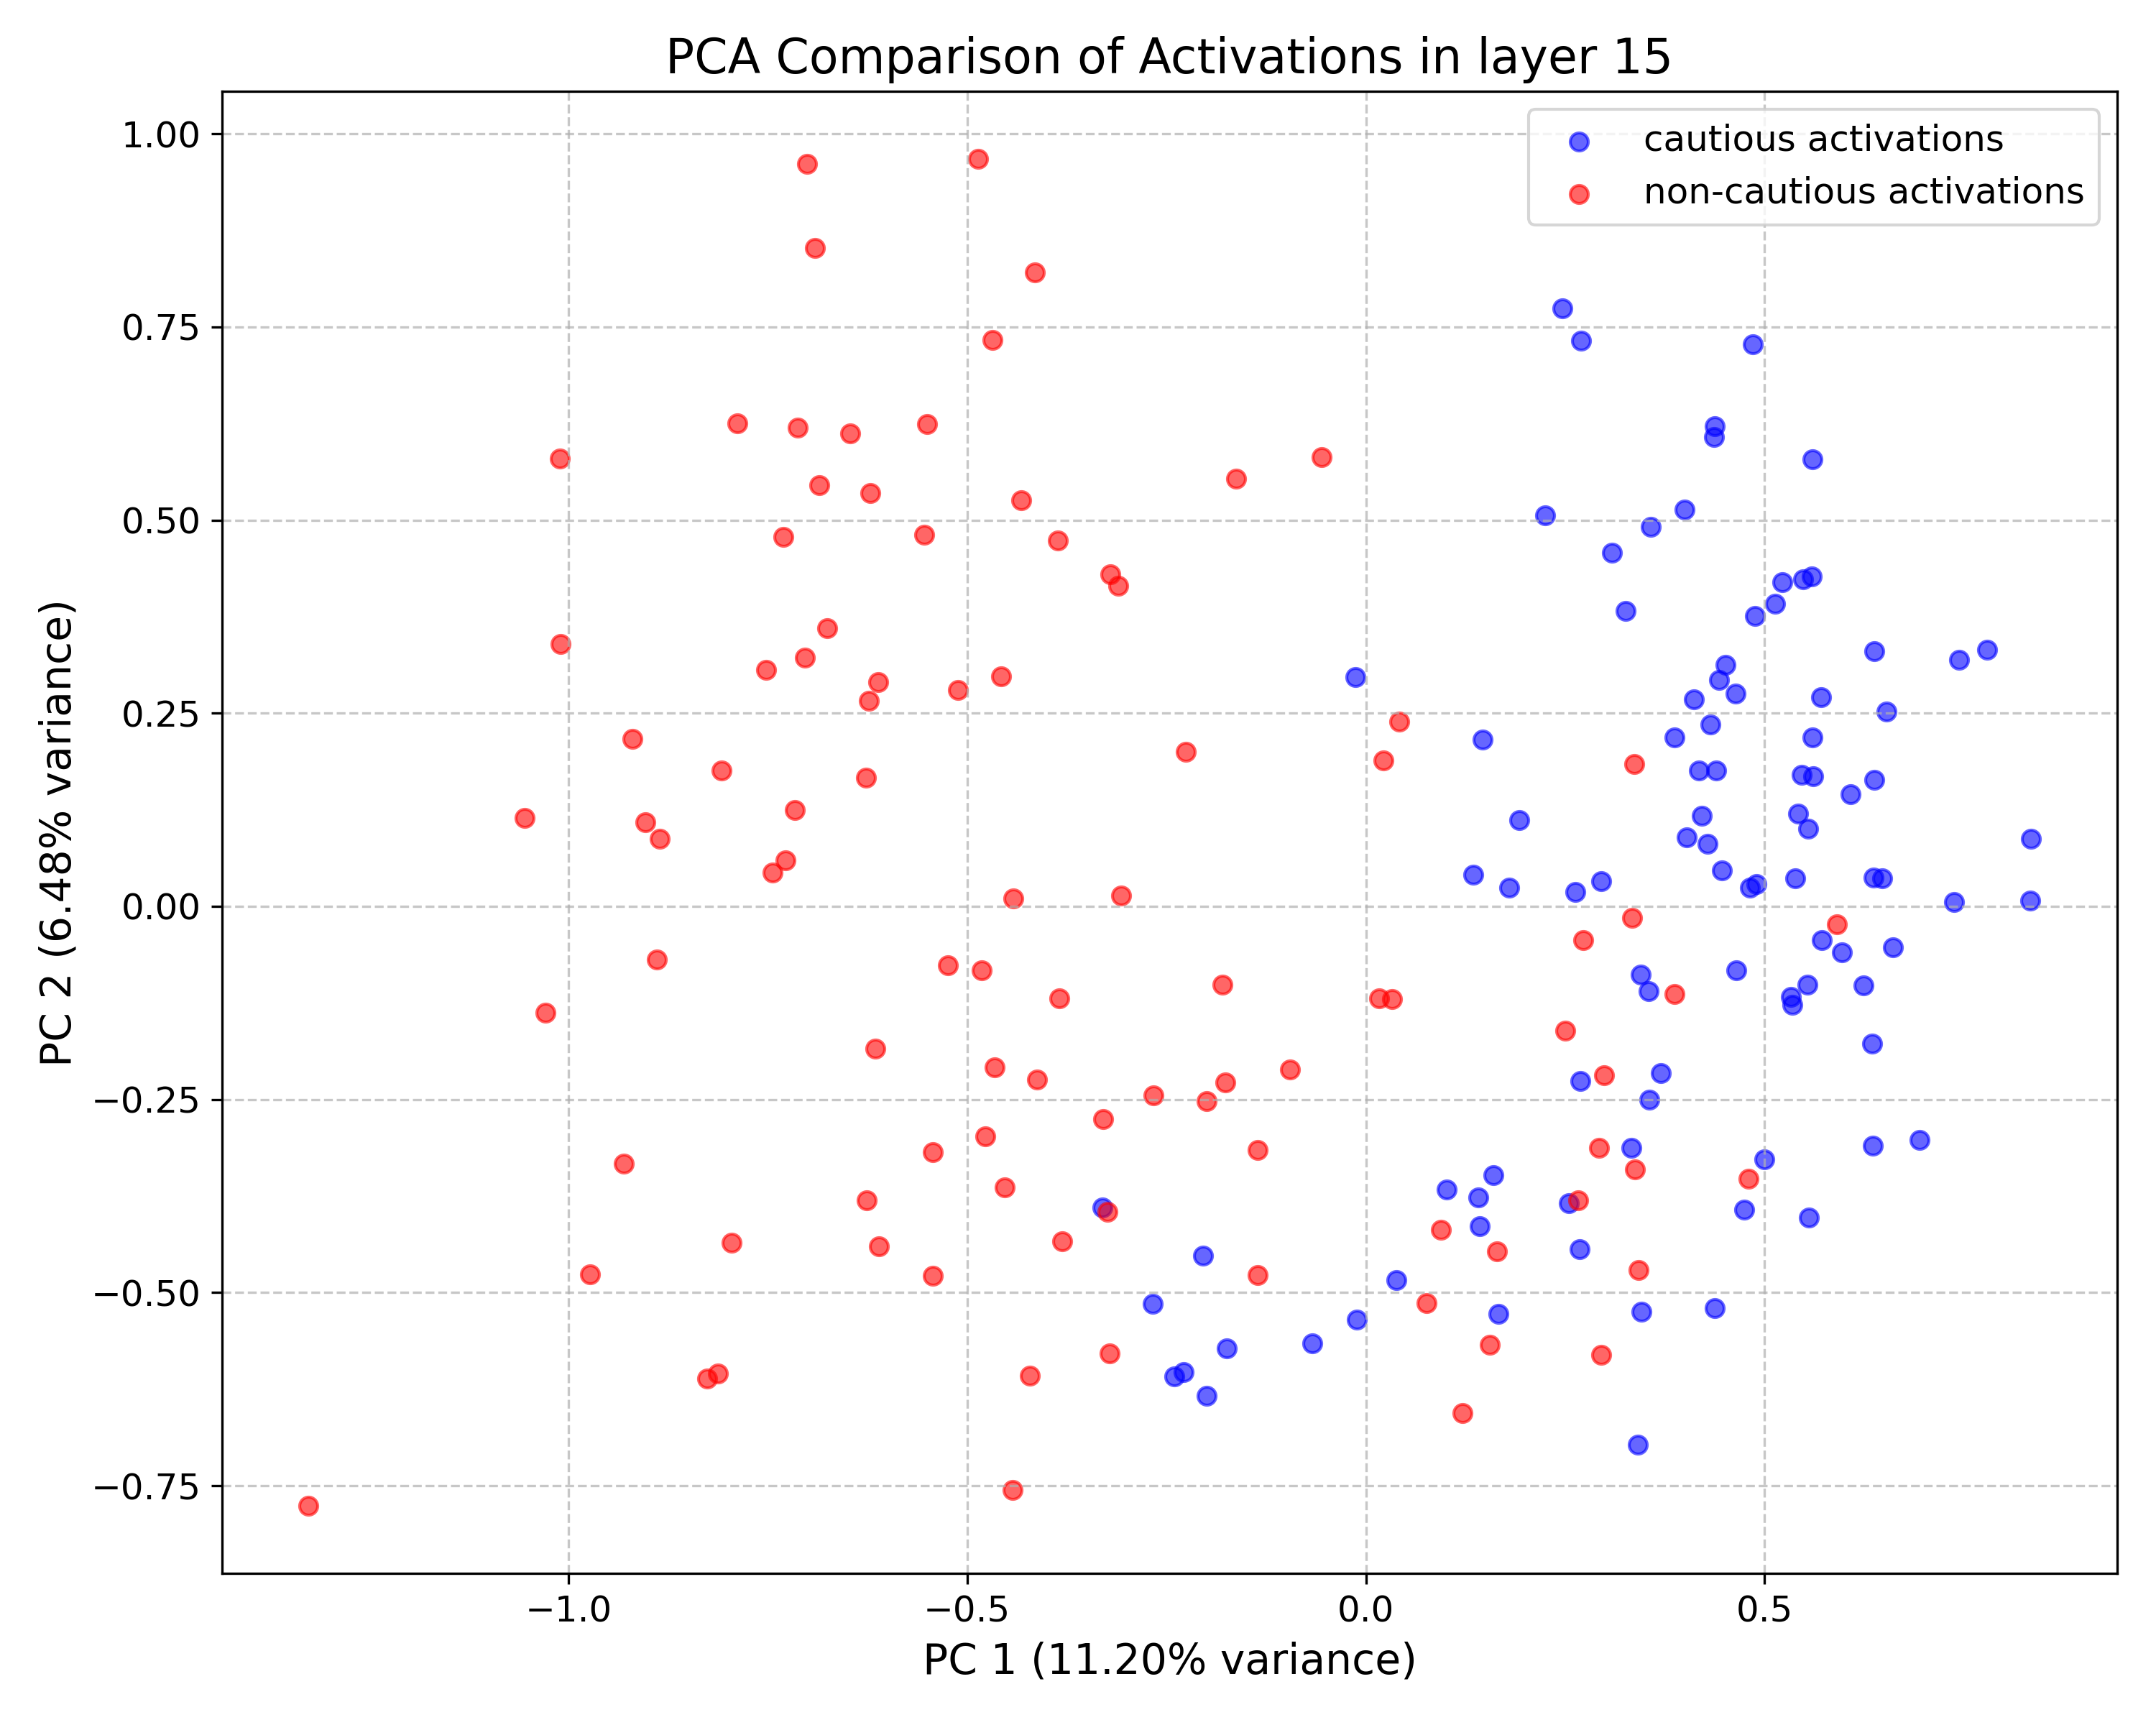 PCA Comparison of Activations in layer 15
cautious activations
non-cautious activations
1.00
0.75
0.50
0.25
0.00
−0.25
−0.50
−0.75
PC 2 (6.48% variance)
−1.0
−0.5
0.0
0.5
PC 1 (11.20% variance)